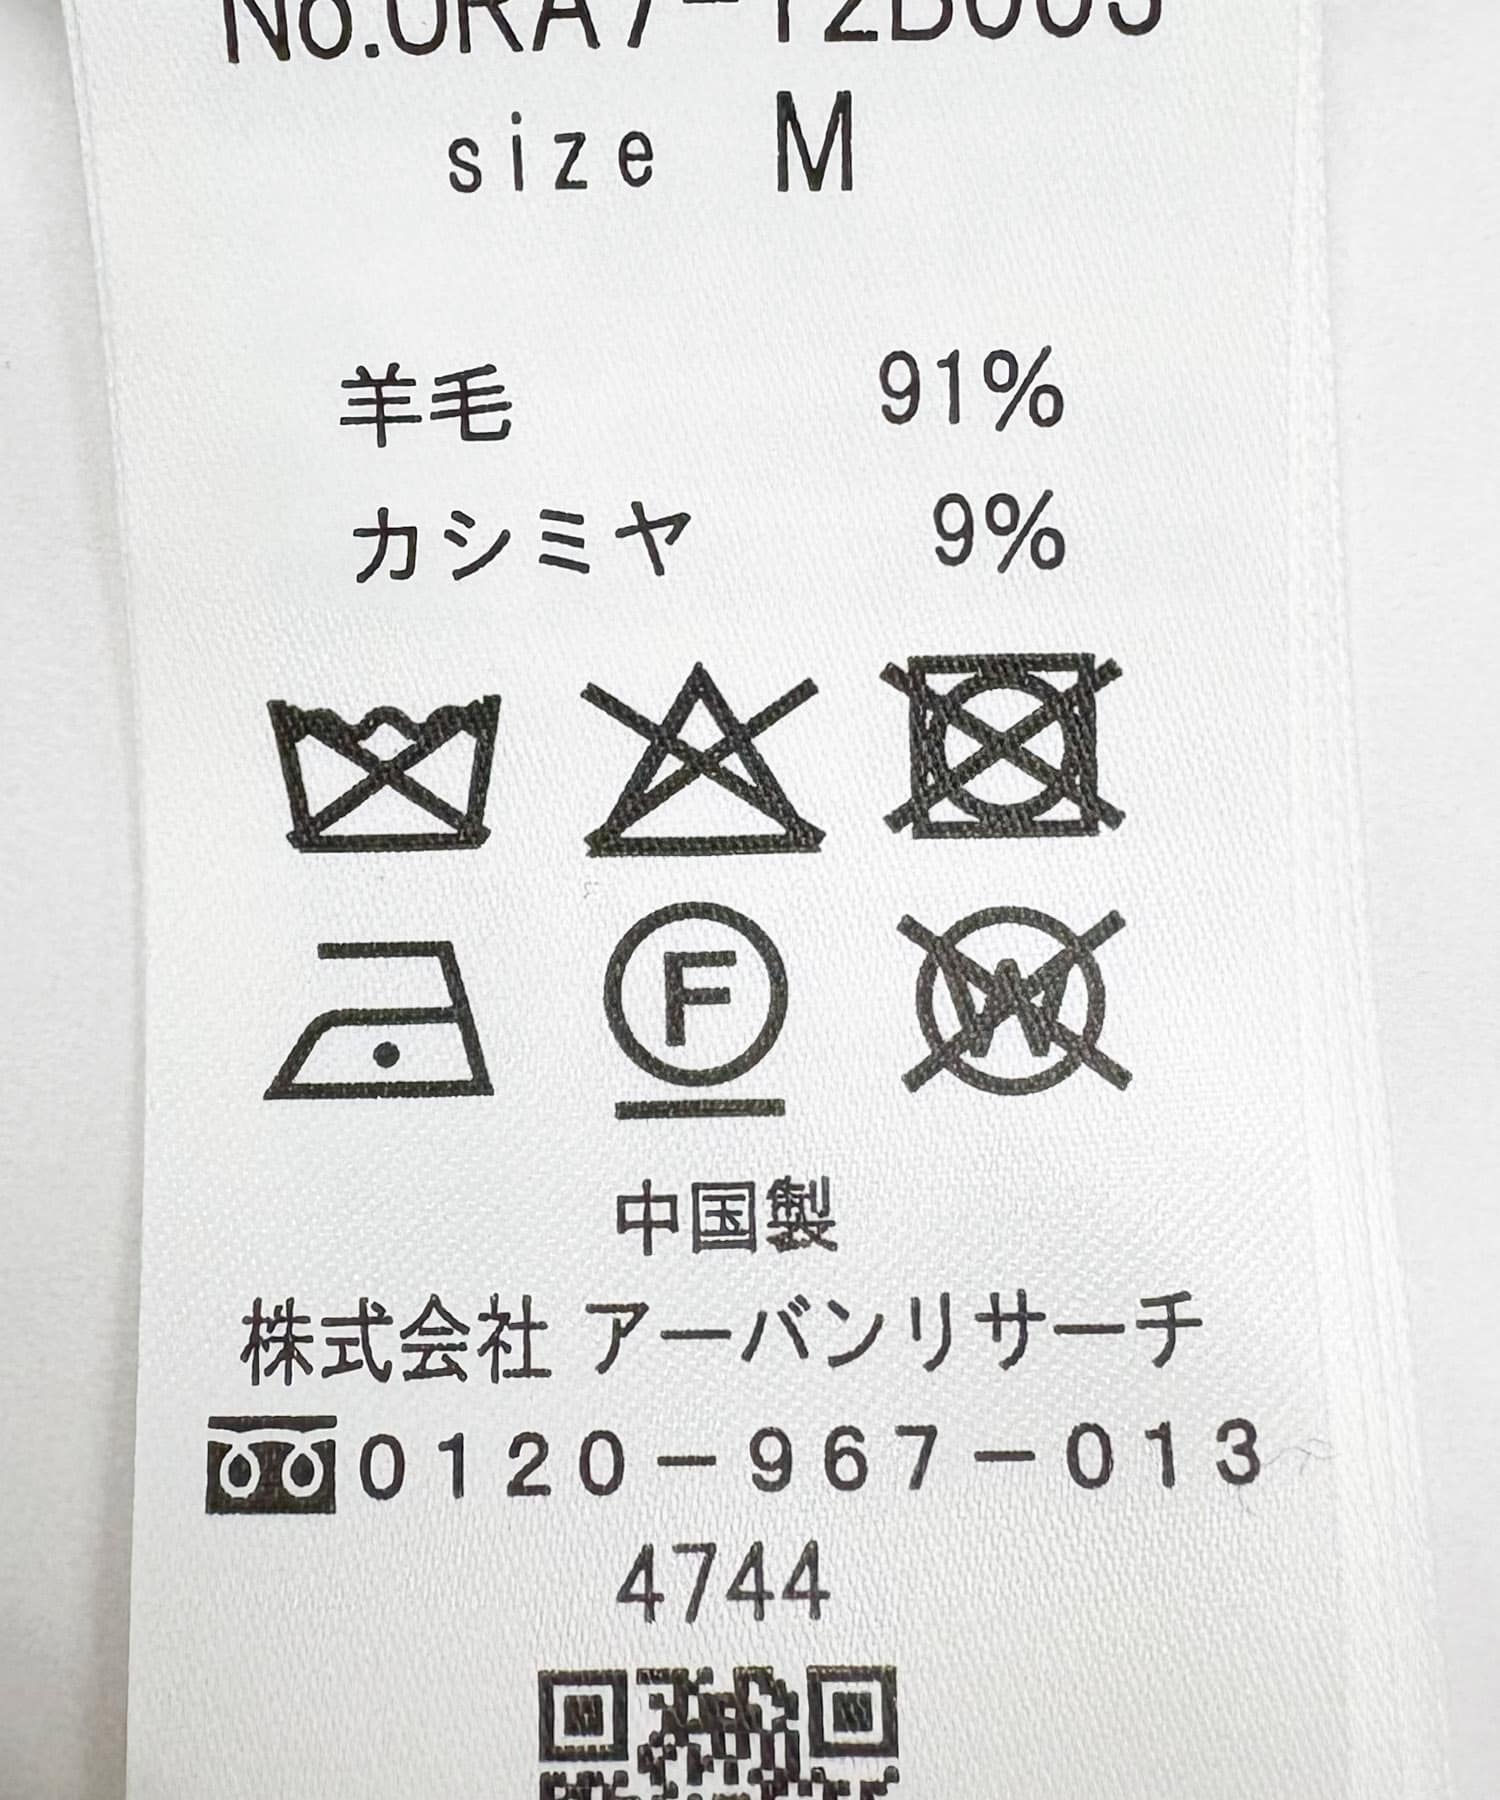 size M
羊毛 91%
カシミヤ 9%
F
W
中国製
株式会社 アーバンリサーチ
0120-967-013
4744